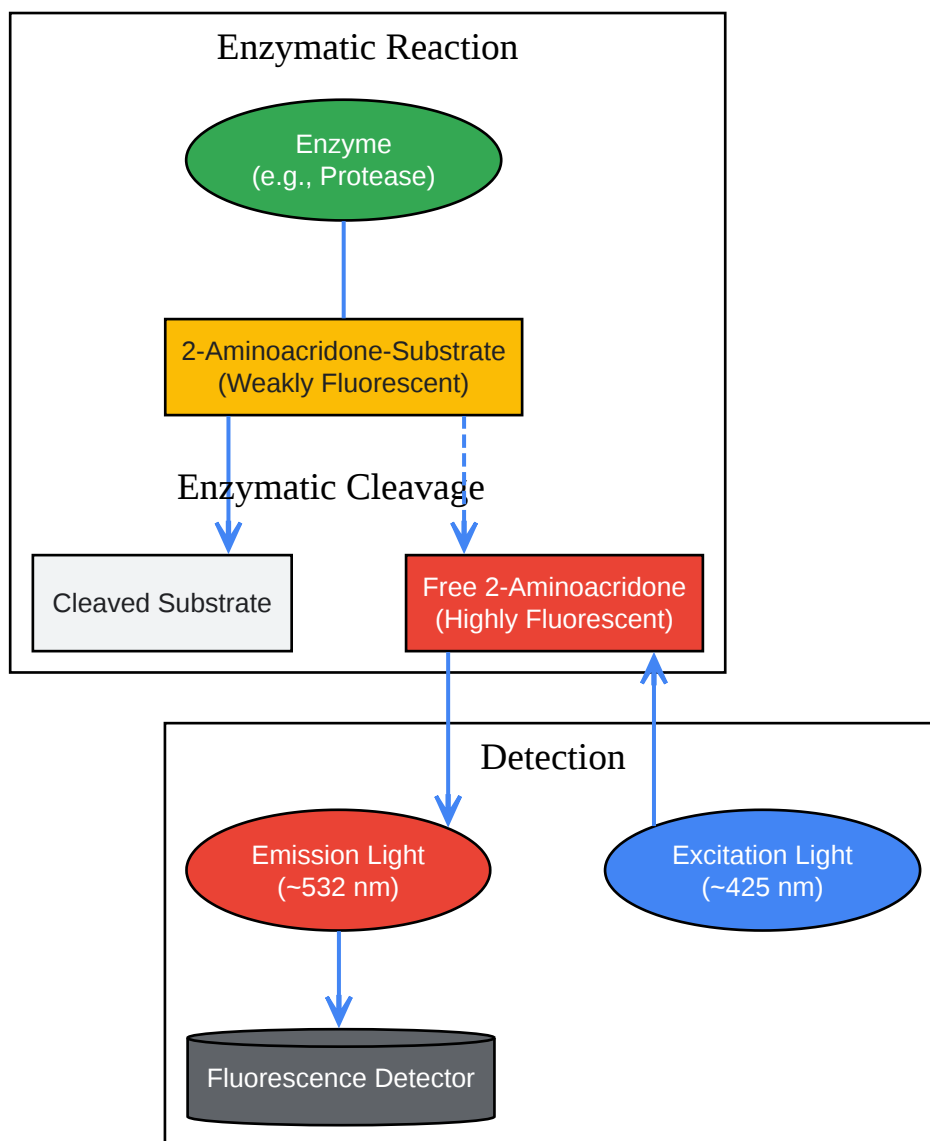 Enzymatic Reaction
Enzyme
(e.g., Protease)
2-Aminoacridone-Substrate
(Weakly Fluorescent)
Enzymatic Cleavage
Cleaved Substrate
Free 2-Aminoacridone
(Highly Fluorescent)
Detection
Emission Light
(~532 nm)
Excitation Light
(~425 nm)
Fluorescence Detector